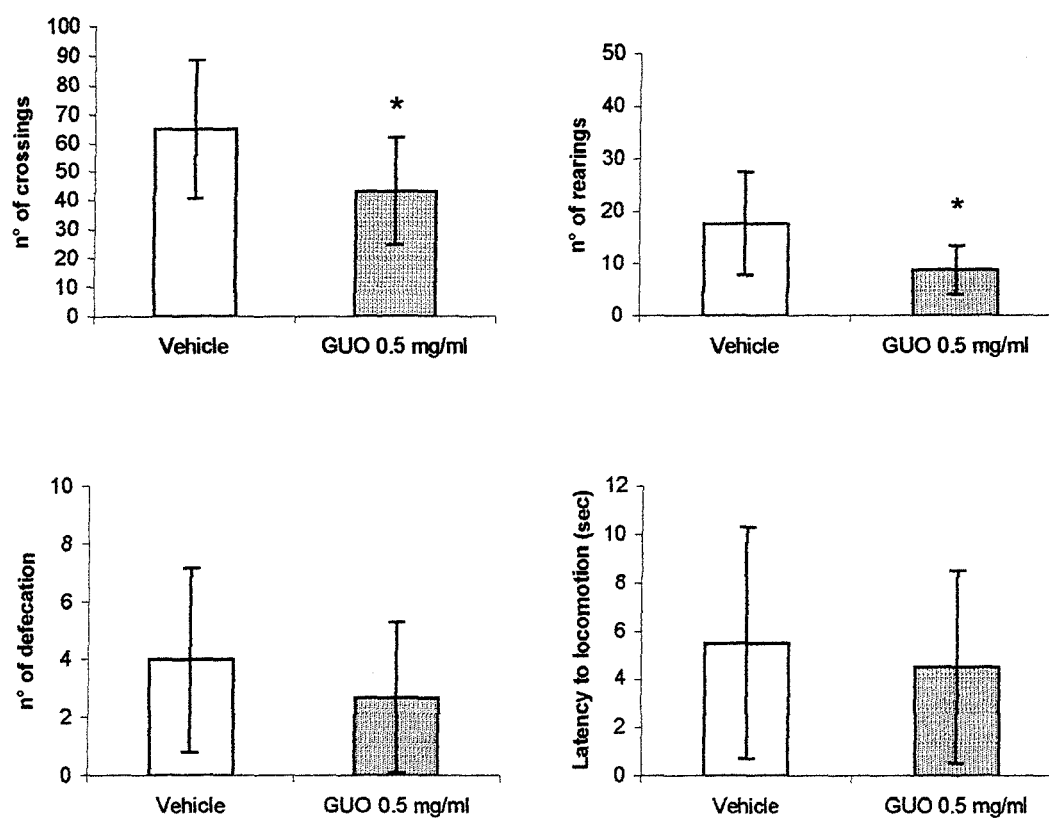 n° of crossings
100
90
80
70
60
50
40
30
20
10
0
*
Vehicle
GUO 0.5 mg/ml
n° of rearings
50
40
30
20
10
0
*
Vehicle
GUO 0.5 mg/ml
n° of defecation
10
8
6
4
2
0
Vehicle
GUO 0.5 mg/ml
Latency to locomotion (sec)
12
10
8
6
4
2
0
Vehicle
GUO 0.5 mg/ml